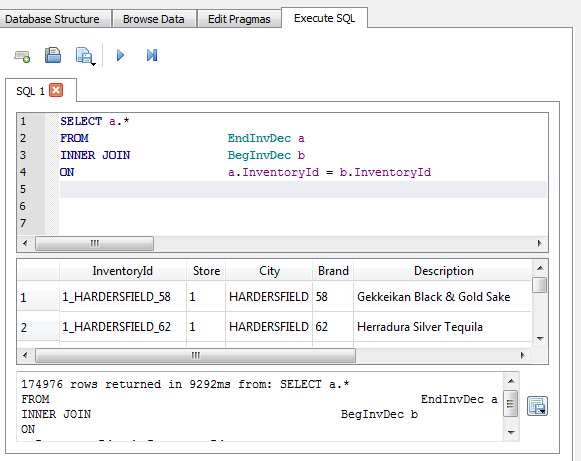 Database Structure Browse Data Edit Pragmas Execute SQL
SQL 1
1 SELECT a.*
2 FROM EndInvDec a
3 INNER JOIN BegInvDec b
4 ON a.InventoryId = b.InventoryId
5
6
7
InventoryId Store City Brand Description
1 1_HARDERSFIELD_58 1 HARDERSFIELD 58 Gekkeikan Black & Gold Sake
2 1_HARDERSFIELD_62 1 HARDERSFIELD 62 Herradura Silver Tequila
174976 rows returned in 9292ms from: SELECT a.*
FROM EndInvDec a
INNER JOIN BegInvDec b
ON